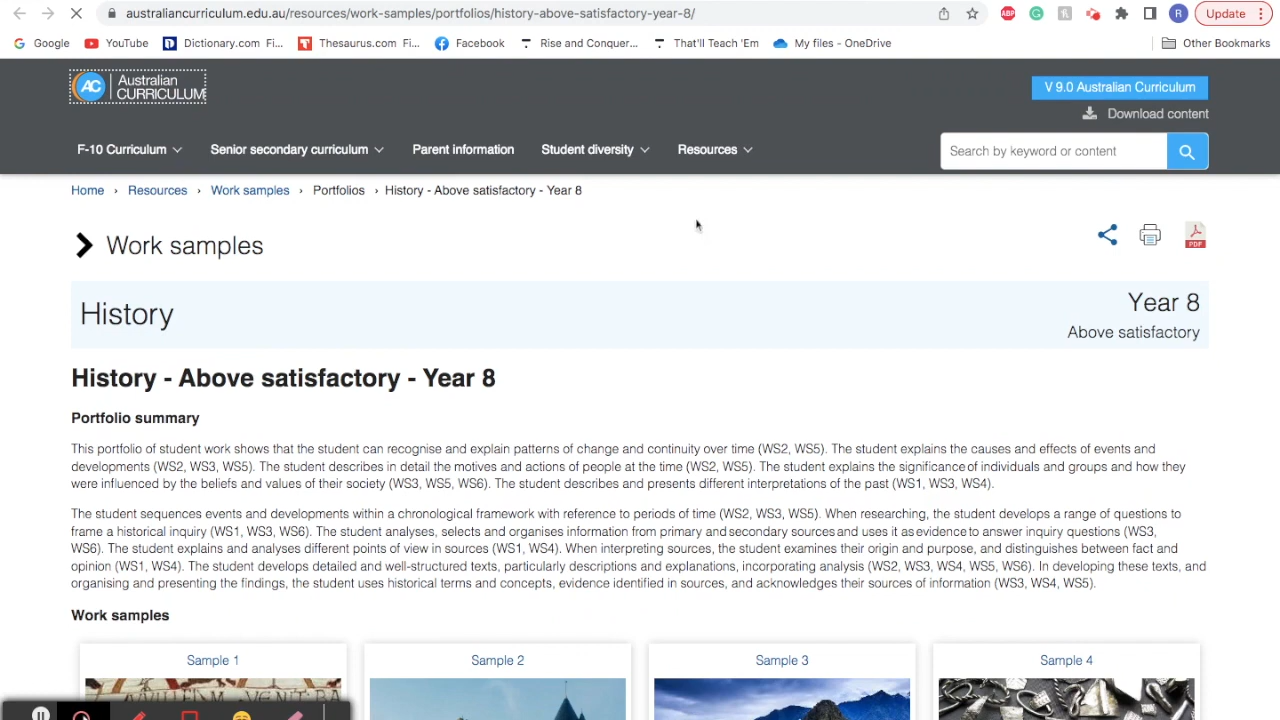 australiancurriculum.edu.au/resources/work-samples/portfolios/history-above-satisfactory-year-8/
ABP
R
Update
Google
YouTube
Dictionary.com Fi...
Thesaurus.com Fi...
Facebook
Rise and Conquer...
That'll Teach 'Em
My files - OneDrive
Other Bookmarks
AC Australian CURRICULUM
V 9.0 Australian Curriculum
Download content
F-10 Curriculum
Senior secondary curriculum
Parent information
Student diversity
Resources
Search by keyword or content
Home › Resources › Work samples › Portfolios › History - Above satisfactory - Year 8
Work samples
PDF
History
Year 8
Above satisfactory
History - Above satisfactory - Year 8
Portfolio summary
This portfolio of student work shows that the student can recognise and explain patterns of change and continuity over time (WS2, WS5). The student explains the causes and effects of events and
developments (WS2, WS3, WS5). The student describes in detail the motives and actions of people at the time (WS2, WS5). The student explains the significance of individuals and groups and how they
were influenced by the beliefs and values of their society (WS3, WS5, WS6). The student describes and presents different interpretations of the past (WS1, WS3, WS4).
The student sequences events and developments within a chronological framework with reference to periods of time (WS2, WS3, WS5). When researching, the student develops a range of questions to
frame a historical inquiry (WS1, WS3, WS6). The student analyses, selects and organises information from primary and secondary sources and uses it as evidence to answer inquiry questions (WS3,
WS6). The student explains and analyses different points of view in sources (WS1, WS4). When interpreting sources, the student examines their origin and purpose, and distinguishes between fact and
opinion (WS1, WS4). The student develops detailed and well-structured texts, particularly descriptions and explanations, incorporating analysis (WS2, WS3, WS4, WS5, WS6). In developing these texts, and
organising and presenting the findings, the student uses historical terms and concepts, evidence identified in sources, and acknowledges their sources of information (WS3, WS4, WS5).
Work samples
Sample 1
Sample 2
Sample 3
Sample 4